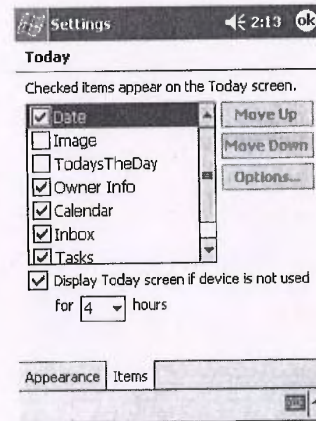 Settings 2:13 ok
Today
Checked items appear on the Today screen.
Date
Image
TodaysTheDay
Owner Info
Calendar
Inbox
Tasks
Move Up
Move Down
Options...
Display Today screen if device is not used
for 4 hours
Appearance Items